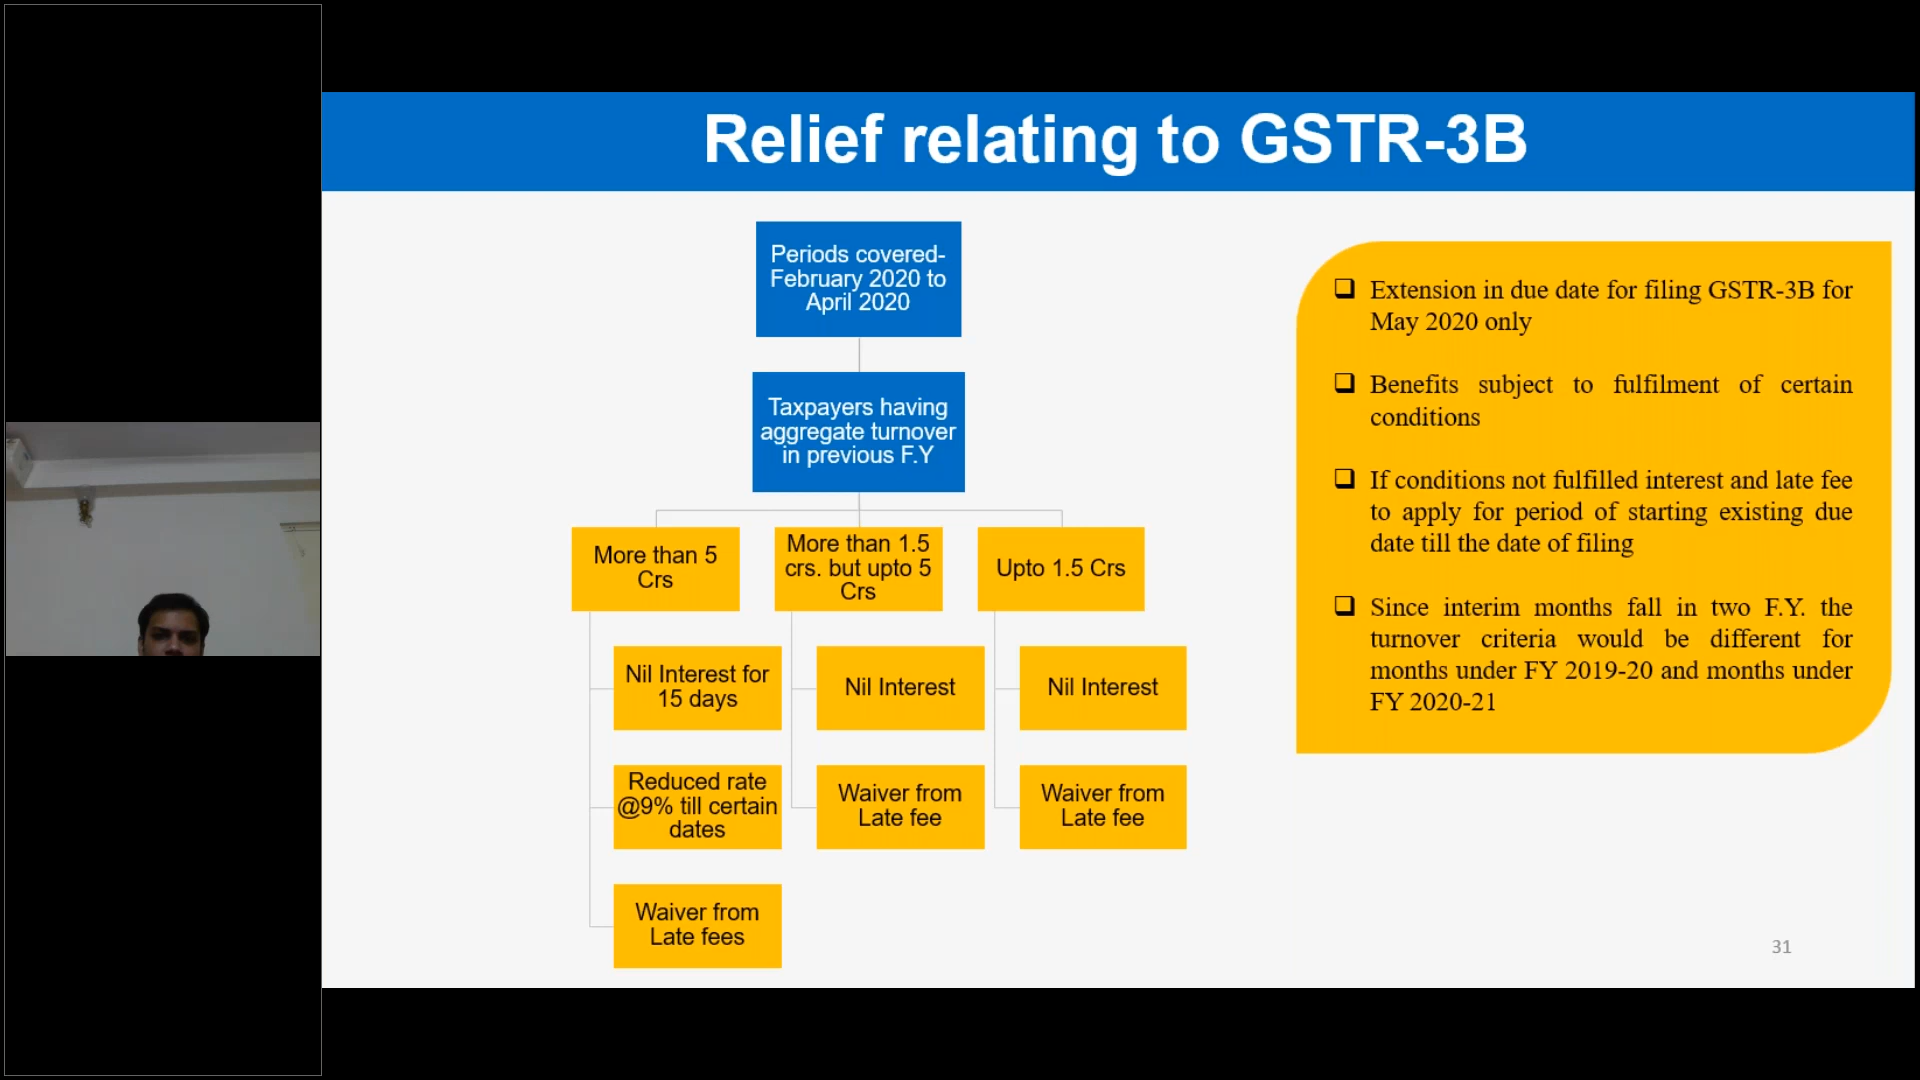 Relief relating to GSTR-3B
Periods covered-
February 2020 to
April 2020
Taxpayers having
aggregate turnover
in previous F.Y
More than 5
Crs
More than 1.5
crs. but upto 5
Crs
Upto 1.5 Crs
Nil Interest for
15 days
Nil Interest
Nil Interest
Reduced rate
@9% till certain
dates
Waiver from
Late fee
Waiver from
Late fee
Waiver from
Late fees
❑ Extension in due date for filing GSTR-3B for
May 2020 only
❑ Benefits subject to fulfilment of certain
conditions
❑ If conditions not fulfilled interest and late fee
to apply for period of starting existing due
date till the date of filing
❑ Since interim months fall in two F.Y. the
turnover criteria would be different for
months under FY 2019-20 and months under
FY 2020-21
31